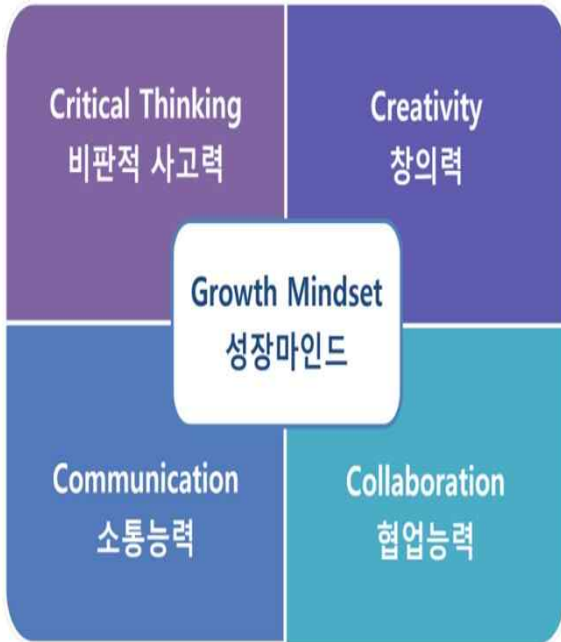 Critical Thinking
비판적 사고력
Creativity
창의력
Growth Mindset
성장마인드
Communication
소통능력
Collaboration
협업능력